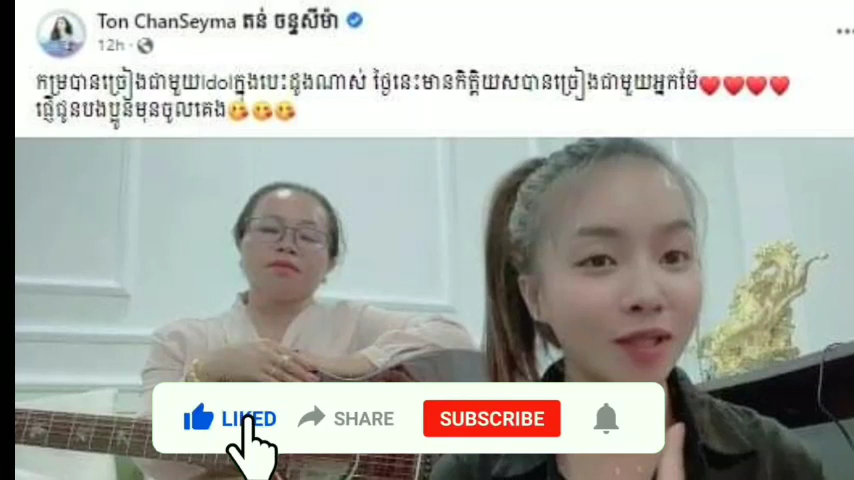 Ton ChanSeyma តន់ ចន្ទសីម៉ា
12h ·
កម្របានច្រៀងជាមួយIdolក្នុងបេះដូងណាស់ ថ្ងៃនេះមានកិត្តិយសបានច្រៀងជាមួយអ្នកម៉ែ❤️❤️❤️❤️
ផ្ញើជូនបងប្អូនមុនចូលគេង😘😘😘
LIKED SHARE SUBSCRIBE